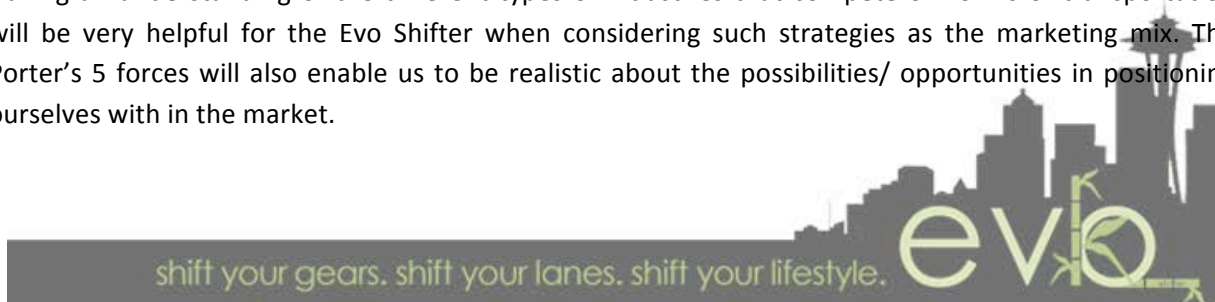 will be very helpful for the Evo Shifter when considering such strategies as the marketing mix. Th
Porter's 5 forces will also enable us to be realistic about the possibilities/ opportunities in positionin
ourselves with in the market.
shift your gears. shift your lanes. shift your lifestyle.
evo